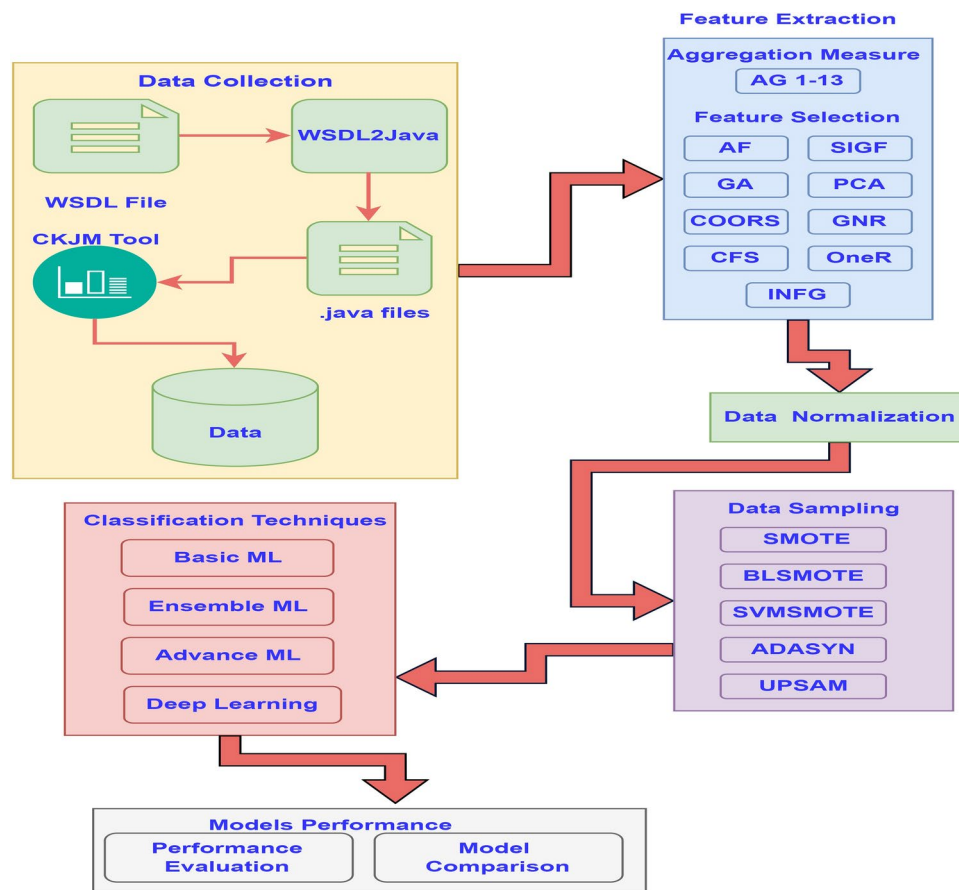 Data Collection
WSDL2Java
WSDL File
CKJM Tool
.java files
Data
Feature Extraction
Aggregation Measure
AG 1-13
Feature Selection
AF
SIGF
GA
PCA
COORS
GNR
CFS
OneR
INFG
Data Normalization
Data Sampling
SMOTE
BLSMOTE
SVMSMOTE
ADASYN
UPSAM
Classification Techniques
Basic ML
Ensemble ML
Advance ML
Deep Learning
Models Performance
Performance
Evaluation
Model
Comparison